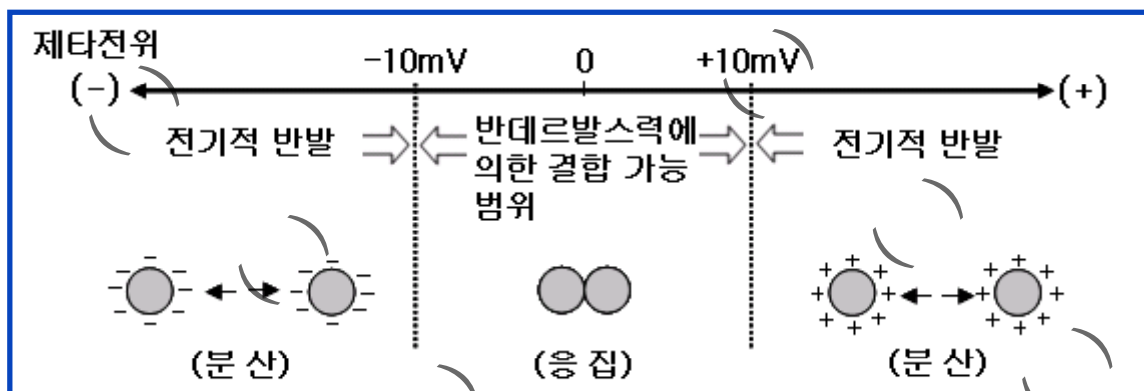 제타전위
-10mV 0 +10mV
(-) (+)
전기적 반발 반데르발스력에 의한 결합 가능 범위 전기적 반발
(분 산) (응 집) (분 산)